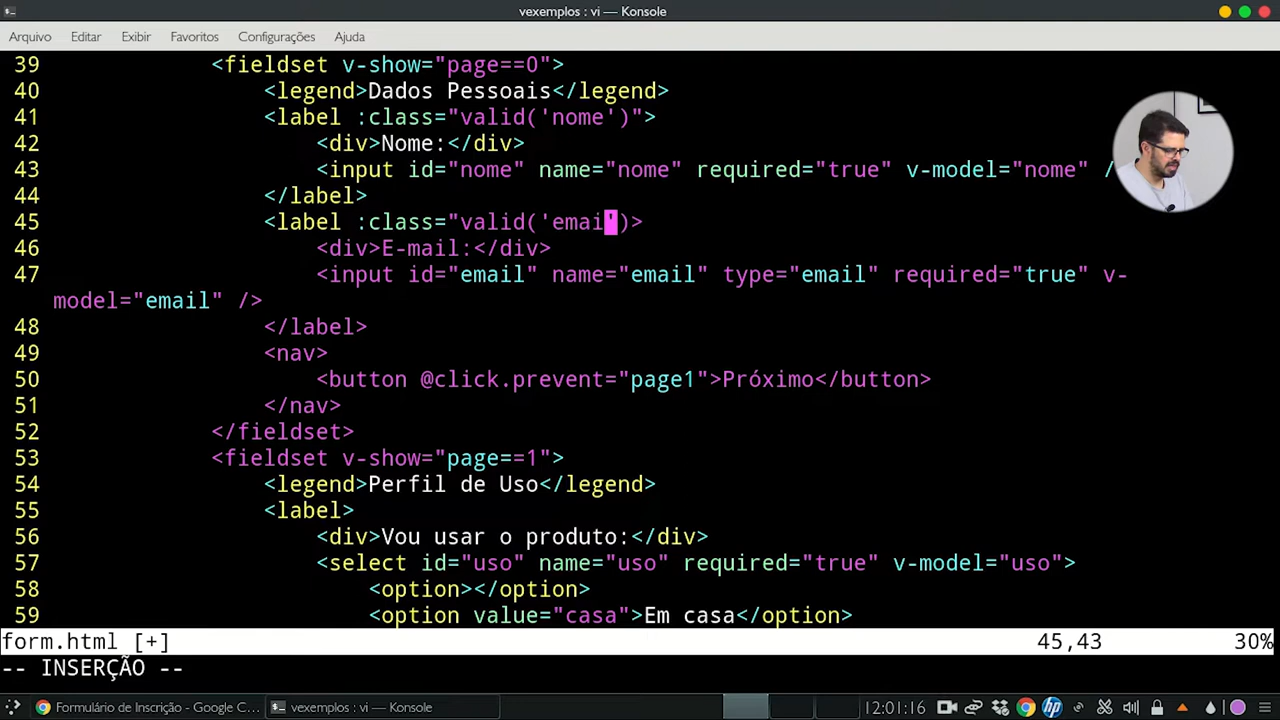 vexemplos : vi — Konsole
Arquivo Editar Exibir Favoritos Configurações Ajuda
39 <fieldset v-show="page==0">
40 <legend>Dados Pessoais</legend>
41 <label :class="valid('nome')">
42 <div>Nome:</div>
43 <input id="nome" name="nome" required="true" v-model="nome" /
44 </label>
45 <label :class="valid('emai')>
46 <div>E-mail:</div>
47 <input id="email" name="email" type="email" required="true" v-
model="email" />
48 </label>
49 <nav>
50 <button @click.prevent="page1">Próximo</button>
51 </nav>
52 </fieldset>
53 <fieldset v-show="page==1">
54 <legend>Perfil de Uso</legend>
55 <label>
56 <div>Vou usar o produto:</div>
57 <select id="uso" name="uso" required="true" v-model="uso">
58 <option></option>
59 <option value="casa">Em casa</option>
form.html [+] 45,43 30%
-- INSERÇÃO --
Formulário de Inscrição - Google C... vexemplos : vi — Konsole 12:01:16
hp